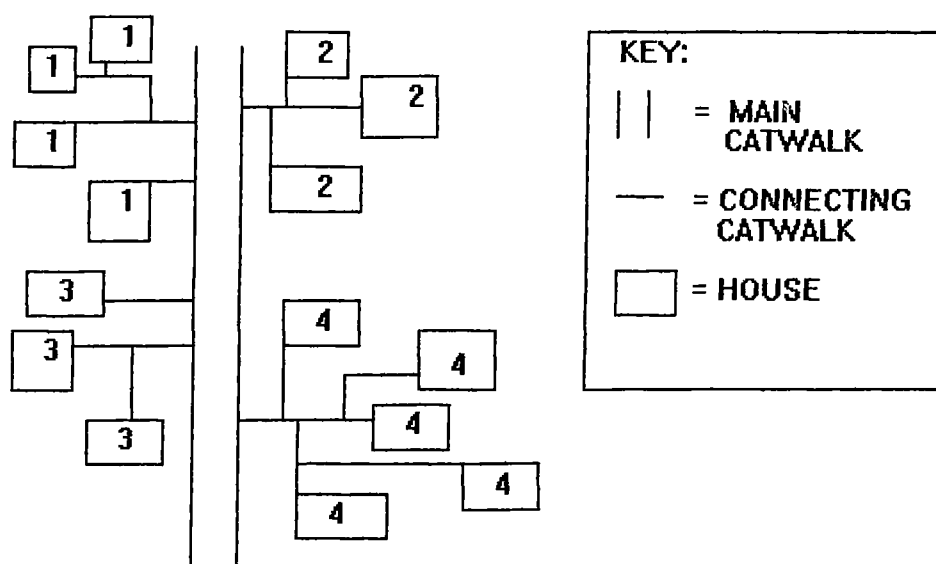 1
1
1
1
2
2
2
3
3
3
4
4
4
4
4
KEY:
= MAIN
CATWALK
= CONNECTING
CATWALK
= HOUSE